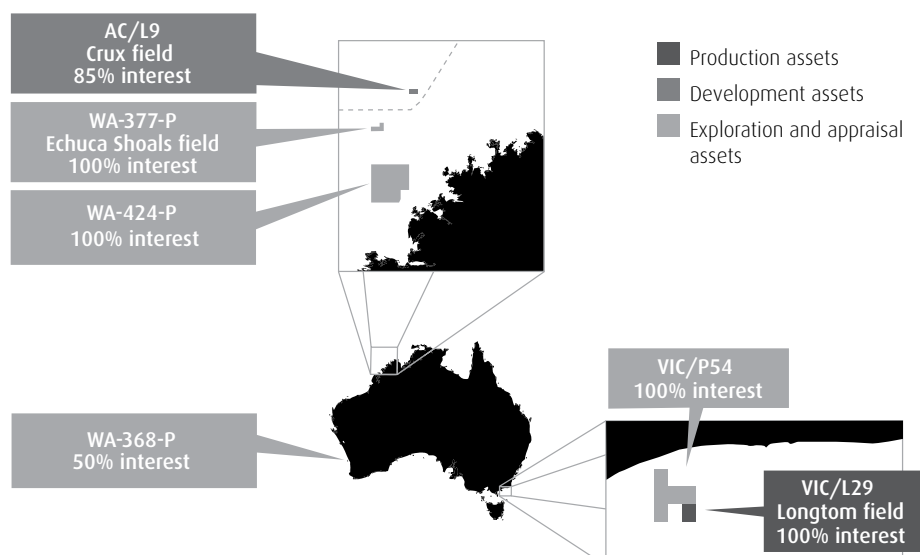 AC/L9
Crux field
85% interest
WA-377-P
Echuca Shoals field
100% interest
WA-424-P
100% interest
Production assets
Development assets
Exploration and appraisal
assets
WA-368-P
50% interest
VIC/P54
100% interest
VIC/L29
Longtom field
100% interest